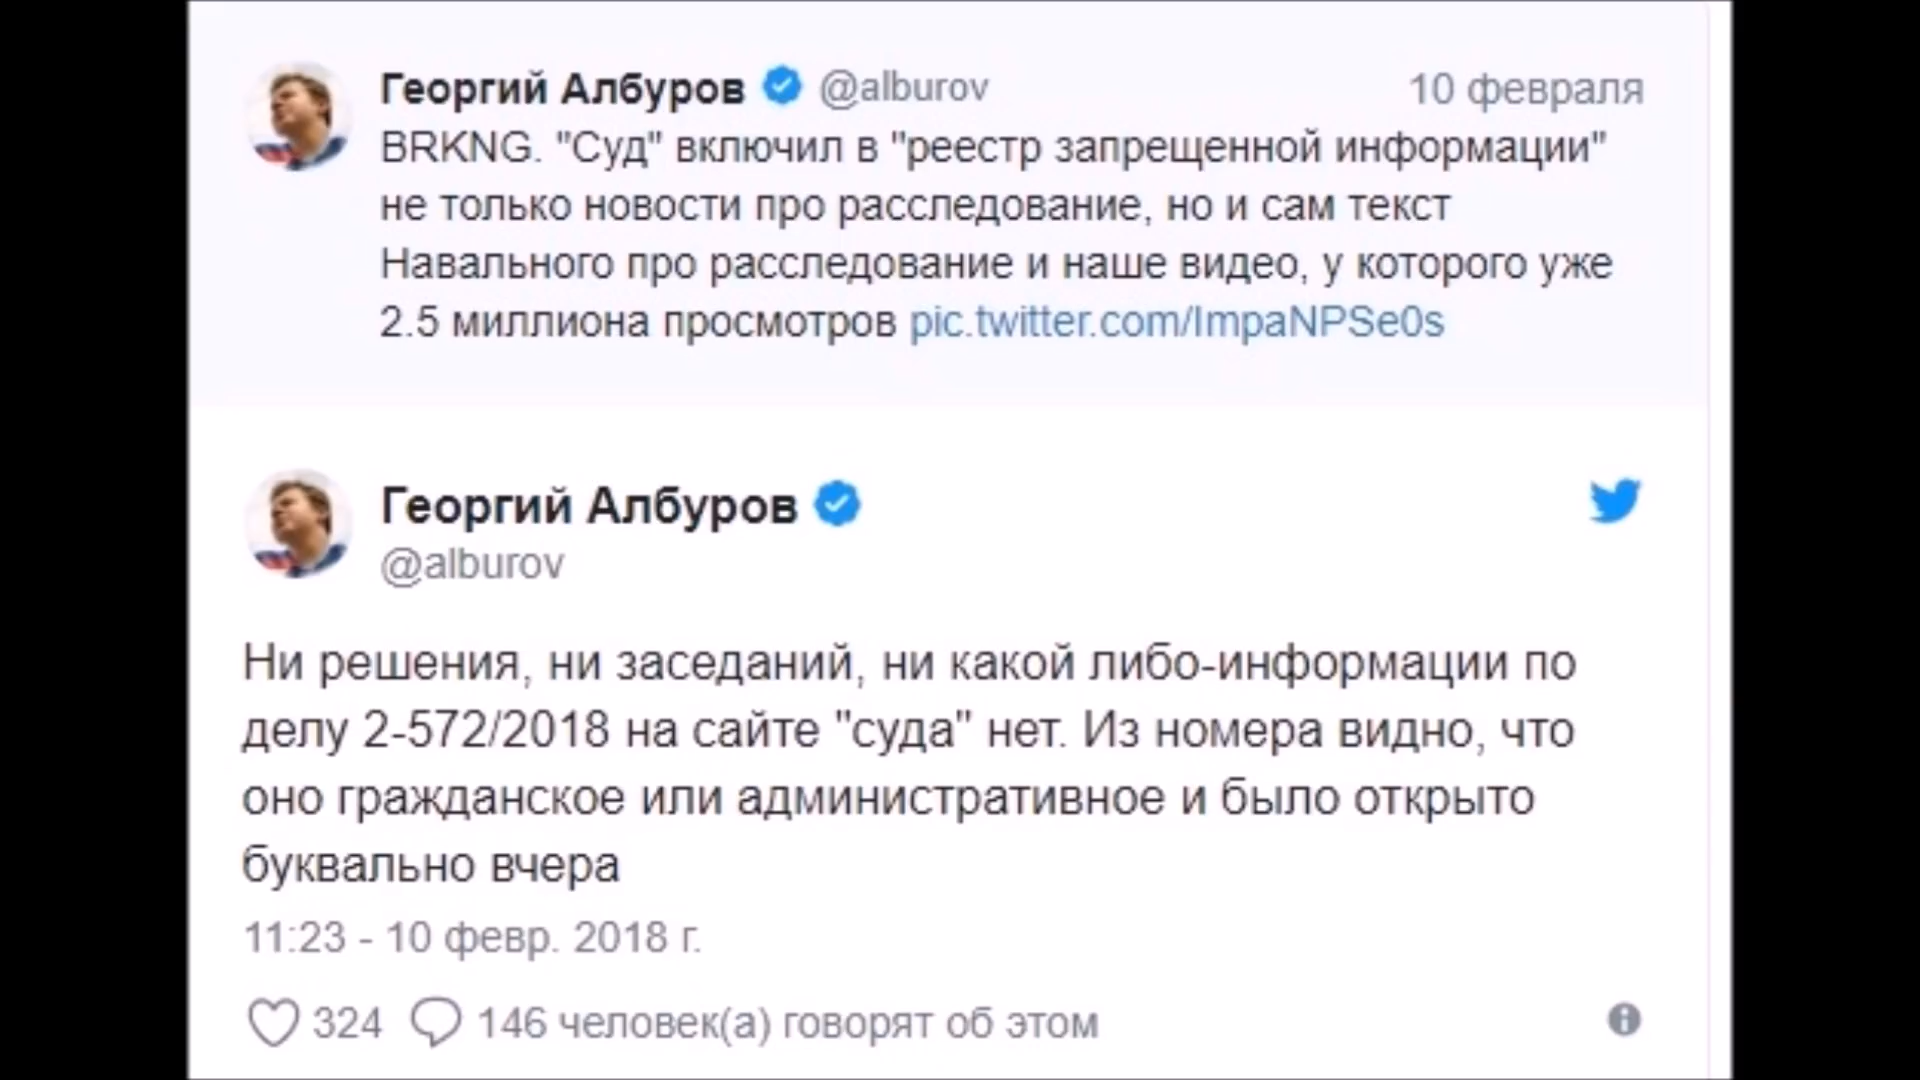 Георгий Албуров @alburov 10 февраля
BRKNG. "Суд" включил в "реестр запрещенной информации"
не только новости про расследование, но и сам текст
Навального про расследование и наше видео, у которого уже
2.5 миллиона просмотров pic.twitter.com/ImpaNPSe0s
Георгий Албуров
@alburov
Ни решения, ни заседаний, ни какой либо-информации по
делу 2-572/2018 на сайте "суда" нет. Из номера видно, что
оно гражданское или административное и было открыто
буквально вчера
11:23 - 10 февр. 2018 г.
324 146 человек(а) говорят об этом